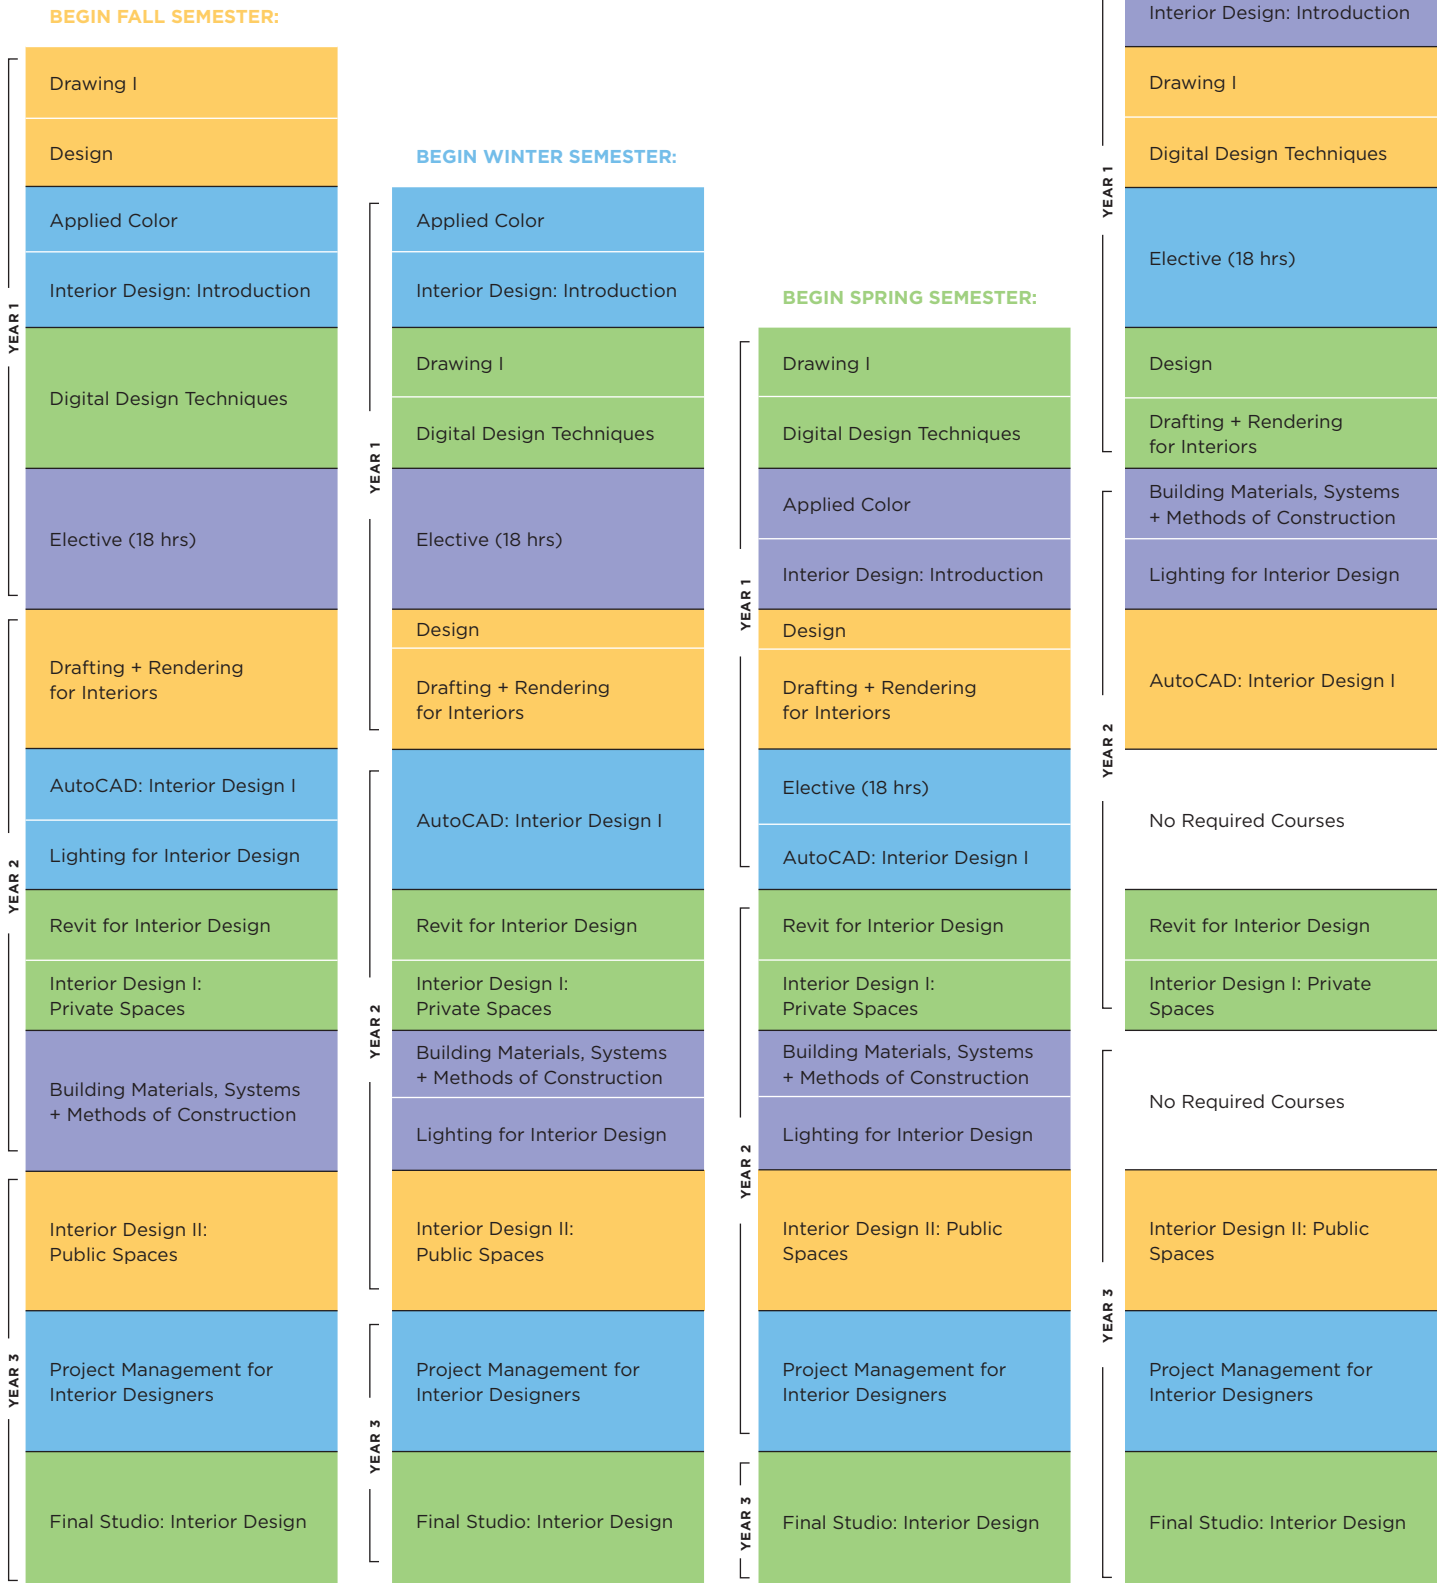 BEGIN FALL SEMESTER:
YEAR 1
Drawing I
Design
Applied Color
Interior Design: Introduction
Digital Design Techniques
Elective (18 hrs)
YEAR 2
Drafting + Rendering
for Interiors
AutoCAD: Interior Design I
Lighting for Interior Design
Revit for Interior Design
Interior Design I:
Private Spaces
Building Materials, Systems
+ Methods of Construction
YEAR 3
Interior Design II:
Public Spaces
Project Management for
Interior Designers
Final Studio: Interior Design
BEGIN WINTER SEMESTER:
YEAR 1
Applied Color
Interior Design: Introduction
Drawing I
Digital Design Techniques
Elective (18 hrs)
Design
Drafting + Rendering
for Interiors
YEAR 2
AutoCAD: Interior Design I
Revit for Interior Design
Interior Design I:
Private Spaces
Building Materials, Systems
+ Methods of Construction
Lighting for Interior Design
Interior Design II:
Public Spaces
YEAR 3
Project Management for
Interior Designers
Final Studio: Interior Design
BEGIN SPRING SEMESTER:
YEAR 1
Drawing I
Digital Design Techniques
Applied Color
Interior Design: Introduction
Design
Drafting + Rendering
for Interiors
Elective (18 hrs)
AutoCAD: Interior Design I
YEAR 2
Revit for Interior Design
Interior Design I:
Private Spaces
Building Materials, Systems
+ Methods of Construction
Lighting for Interior Design
Interior Design II: Public
Spaces
Project Management for
Interior Designers
YEAR 3
Final Studio: Interior Design
YEAR 1
Interior Design: Introduction
Drawing I
Digital Design Techniques
Elective (18 hrs)
Design
Drafting + Rendering
for Interiors
YEAR 2
Building Materials, Systems
+ Methods of Construction
Lighting for Interior Design
AutoCAD: Interior Design I
No Required Courses
Revit for Interior Design
Interior Design I: Private
Spaces
YEAR 3
No Required Courses
Interior Design II: Public
Spaces
Project Management for
Interior Designers
Final Studio: Interior Design